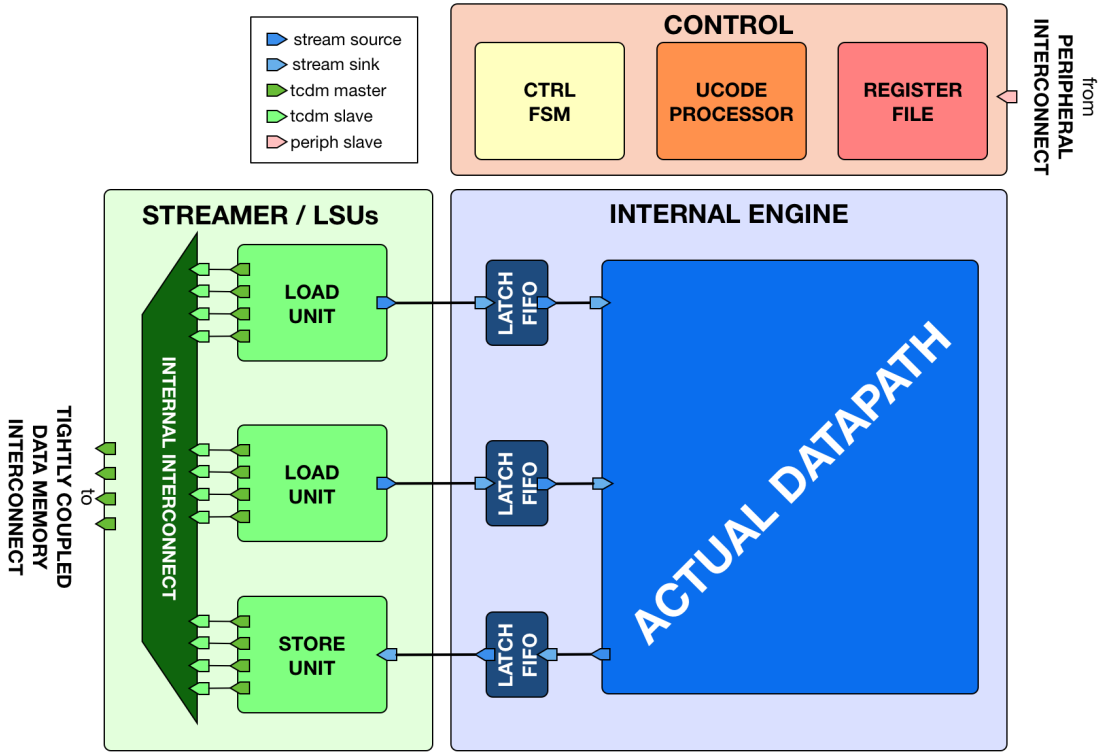 stream source
stream sink
tcdm master
tcdm slave
periph slave
CONTROL
CTRL
FSM
UCODE
PROCESSOR
REGISTER
FILE
from
PERIPHERAL
INTERCONNECT
STREAMER / LSUs
INTERNAL ENGINE
LOAD
UNIT
LATCH
FIFO
LOAD
UNIT
LATCH
FIFO
STORE
UNIT
LATCH
FIFO
INTERNAL INTERCONNECT
ACTUAL DATAPATH
to
TIGHTLY COUPLED
DATA MEMORY
INTERCONNECT